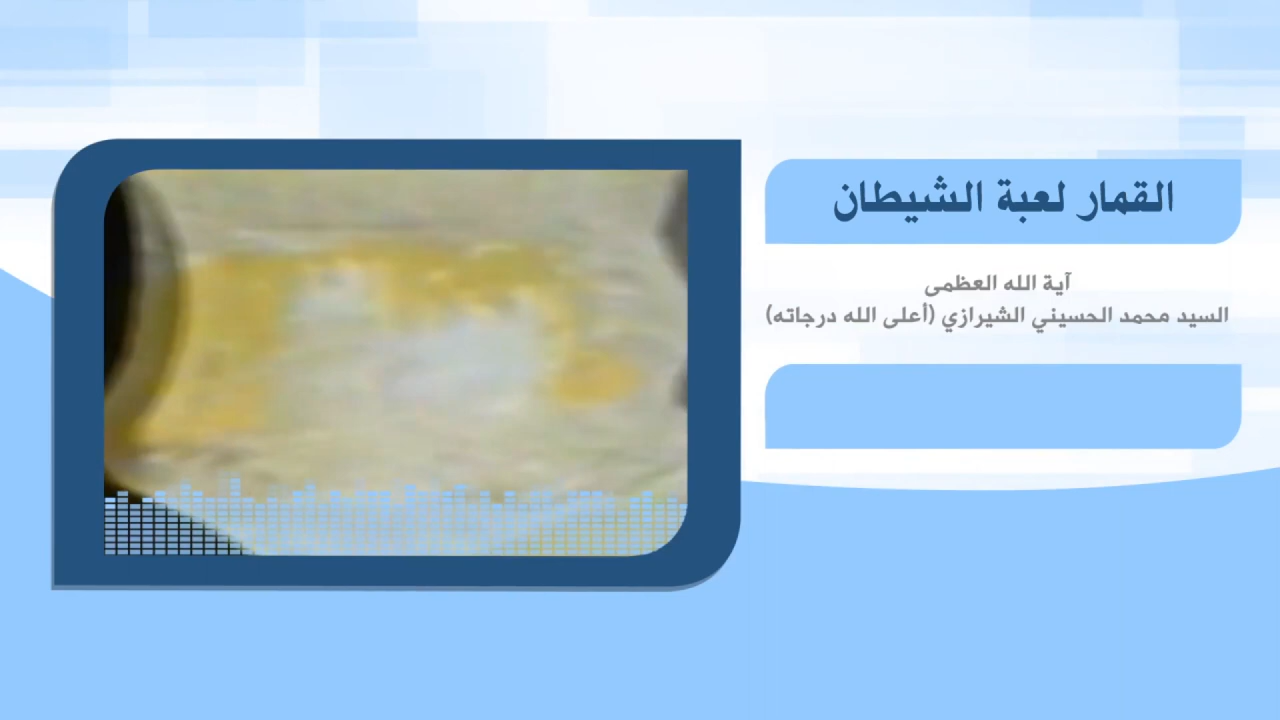 القمار لعبة الشيطان
آية الله العظمى
السيد محمد الحسيني الشيرازي (أعلى الله درجاته)